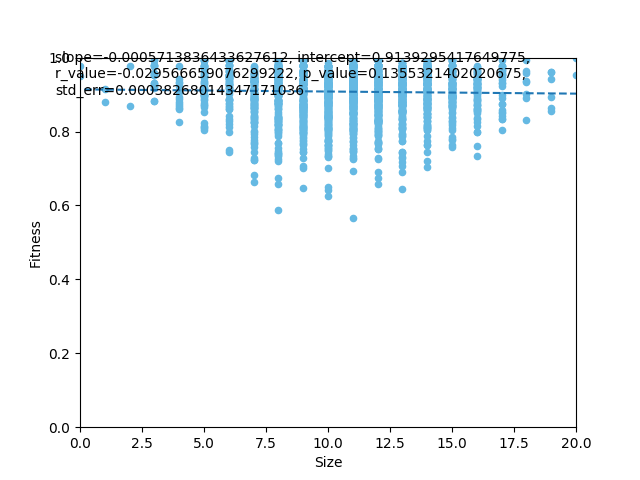 slope=-0.0005713836433627612, intercept=0.9139295417649775,
r_value=-0.029566659076299222, p_value=0.1355321402020675,
std_err=0.00038268014347171036
1.0
0.8
0.6
0.4
0.2
0.0
Fitness
0.0 2.5 5.0 7.5 10.0 12.5 15.0 17.5 20.0
Size